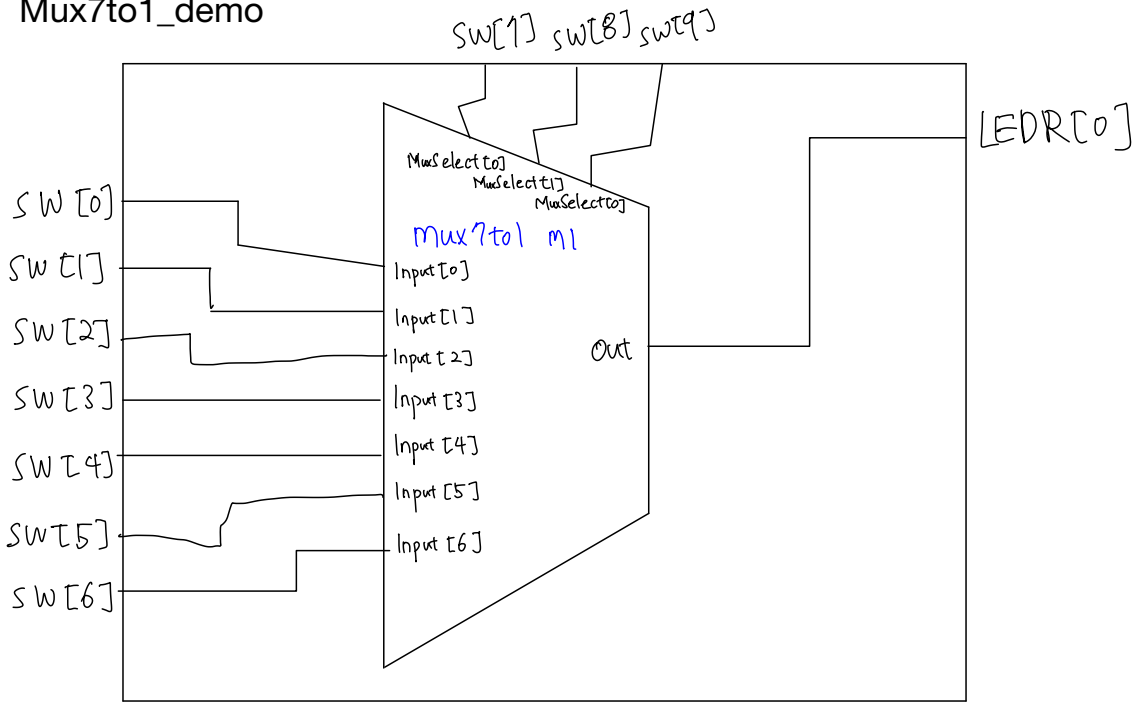 Mux7to1_demo
SW[7] SW[8] SW[9]
LEDR[0]
MuxSelect[0]
MuxSelect[1]
MuxSelect[0]
Mux7to1 m1
SW[0]
Input[0]
SW[1]
Input[1]
SW[2]
Input[2]
Out
SW[3]
Input[3]
SW[4]
Input[4]
SW[5]
Input[5]
SW[6]
Input[6]